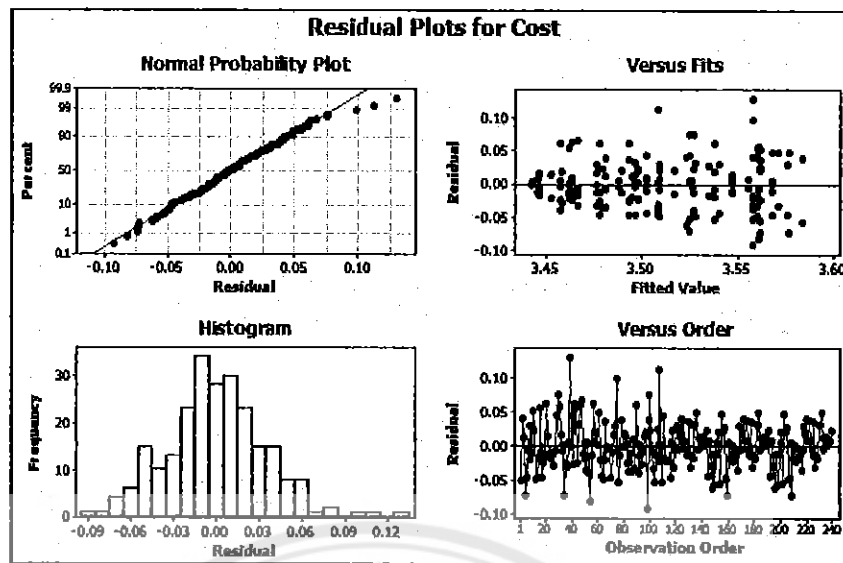 Residual Plots for Cost
Normal Probability Plot
99.9
99
90
50
10
1
0.1
Percent
-0.10 -0.05 0.00 0.05 0.10
Residual
Versus Fits
0.10
0.05
0.00
-0.05
-0.10
Residual
3.45 3.50 3.55 3.60
Fitted Value
Histogram
30
20
10
0
Frequency
-0.09 -0.06 -0.03 0.00 0.03 0.06 0.09 0.12
Residual
Versus Order
0.10
0.05
0.00
-0.05
-0.10
Residual
1 20 40 60 80 100 120 140 160 180 200 220 240
Observation Order